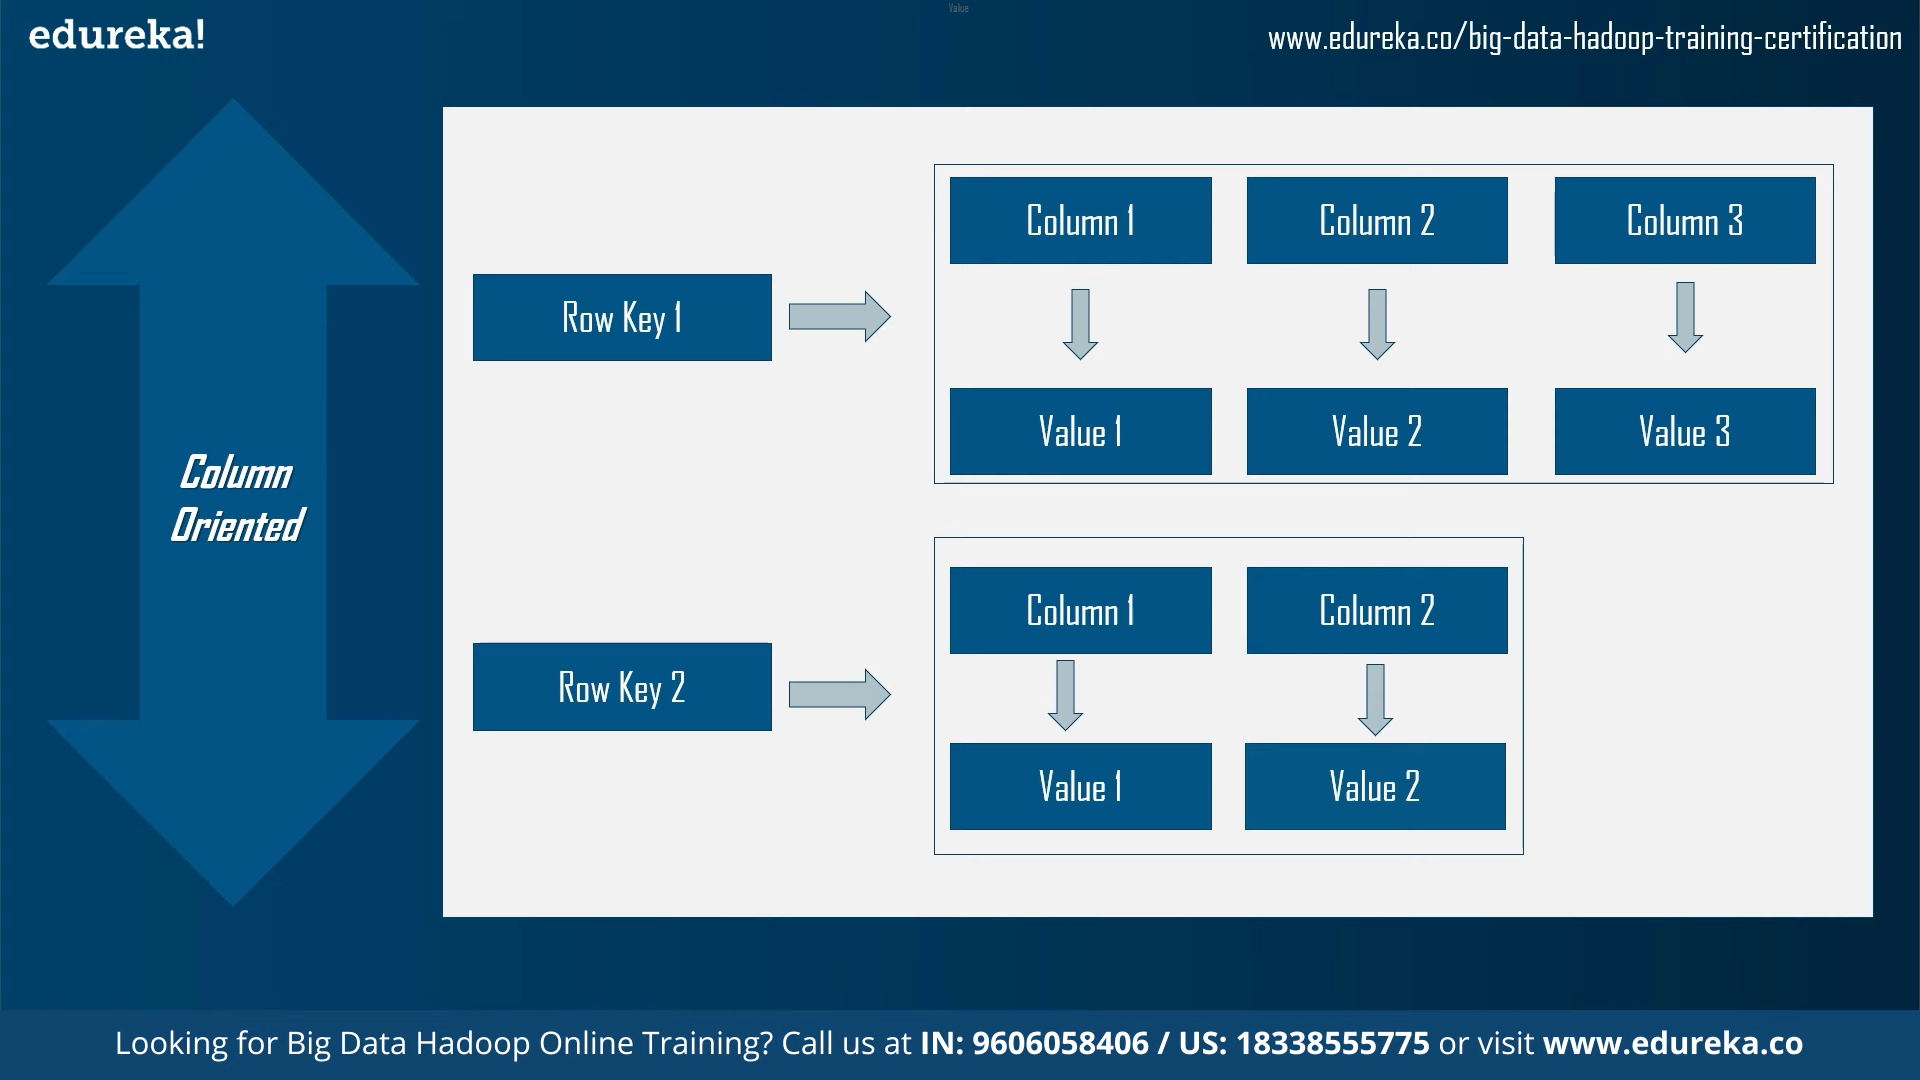 Value
edureka!
www.edureka.co/big-data-hadoop-training-certification
Column
Oriented
Row Key 1
Column 1
Column 2
Column 3
Value 1
Value 2
Value 3
Row Key 2
Column 1
Column 2
Value 1
Value 2
Looking for Big Data Hadoop Online Training? Call us at IN: 9606058406 / US: 18338555775 or visit www.edureka.co